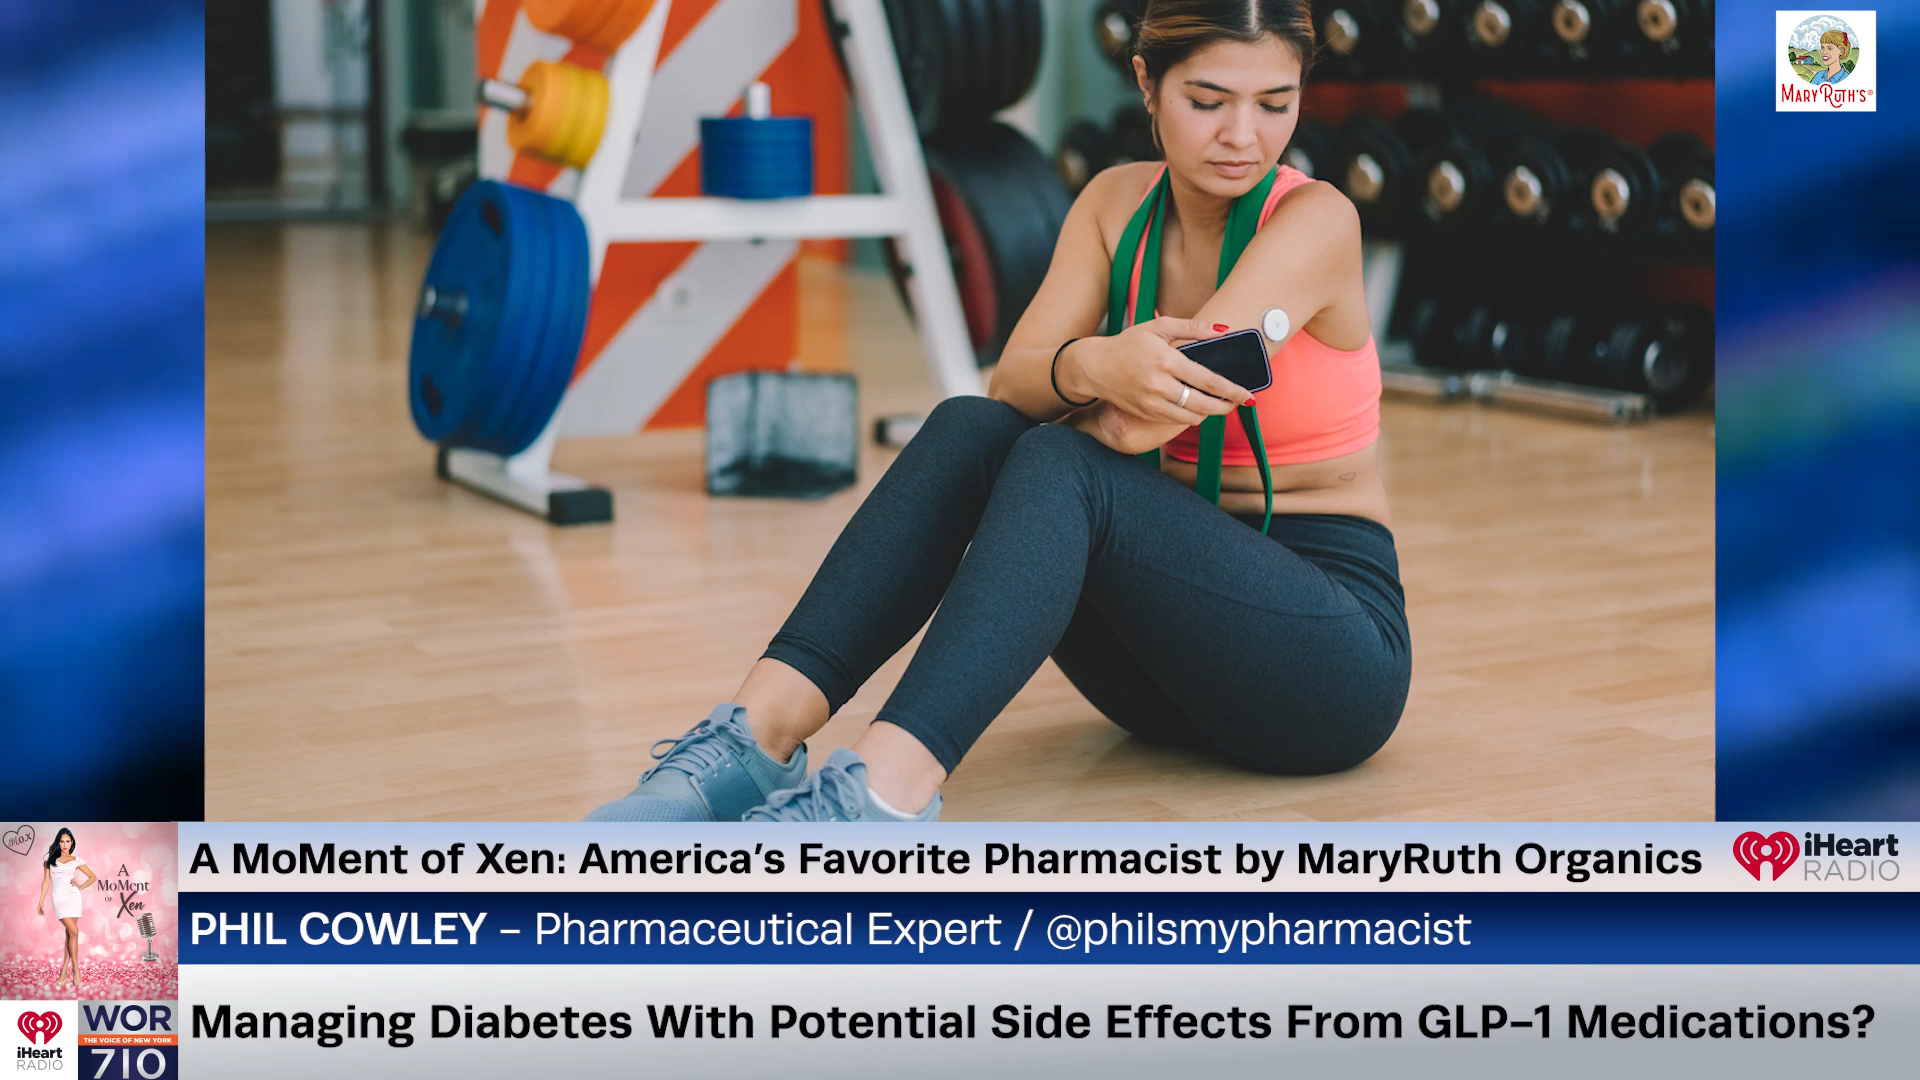 MARYRUTH'S®
A MoMent of Xen: America's Favorite Pharmacist by MaryRuth Organics
iHeart
RADIO
PHIL COWLEY – Pharmaceutical Expert / @philsmypharmacist
Managing Diabetes With Potential Side Effects From GLP-1 Medications?
M.O.X
A
MoMent
OF
Xen
iHeart
RADIO
WOR
THE VOICE OF NEW YORK
710